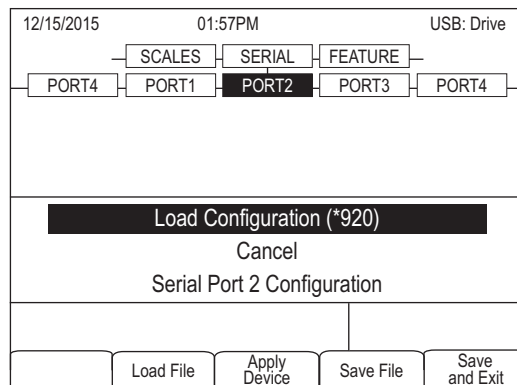 12/15/2015 01:57PM USB: Drive
SCALES SERIAL FEATURE
PORT4 PORT1 PORT2 PORT3 PORT4
Load Configuration (*920)
Cancel
Serial Port 2 Configuration
Load File Apply Device Save File Save and Exit